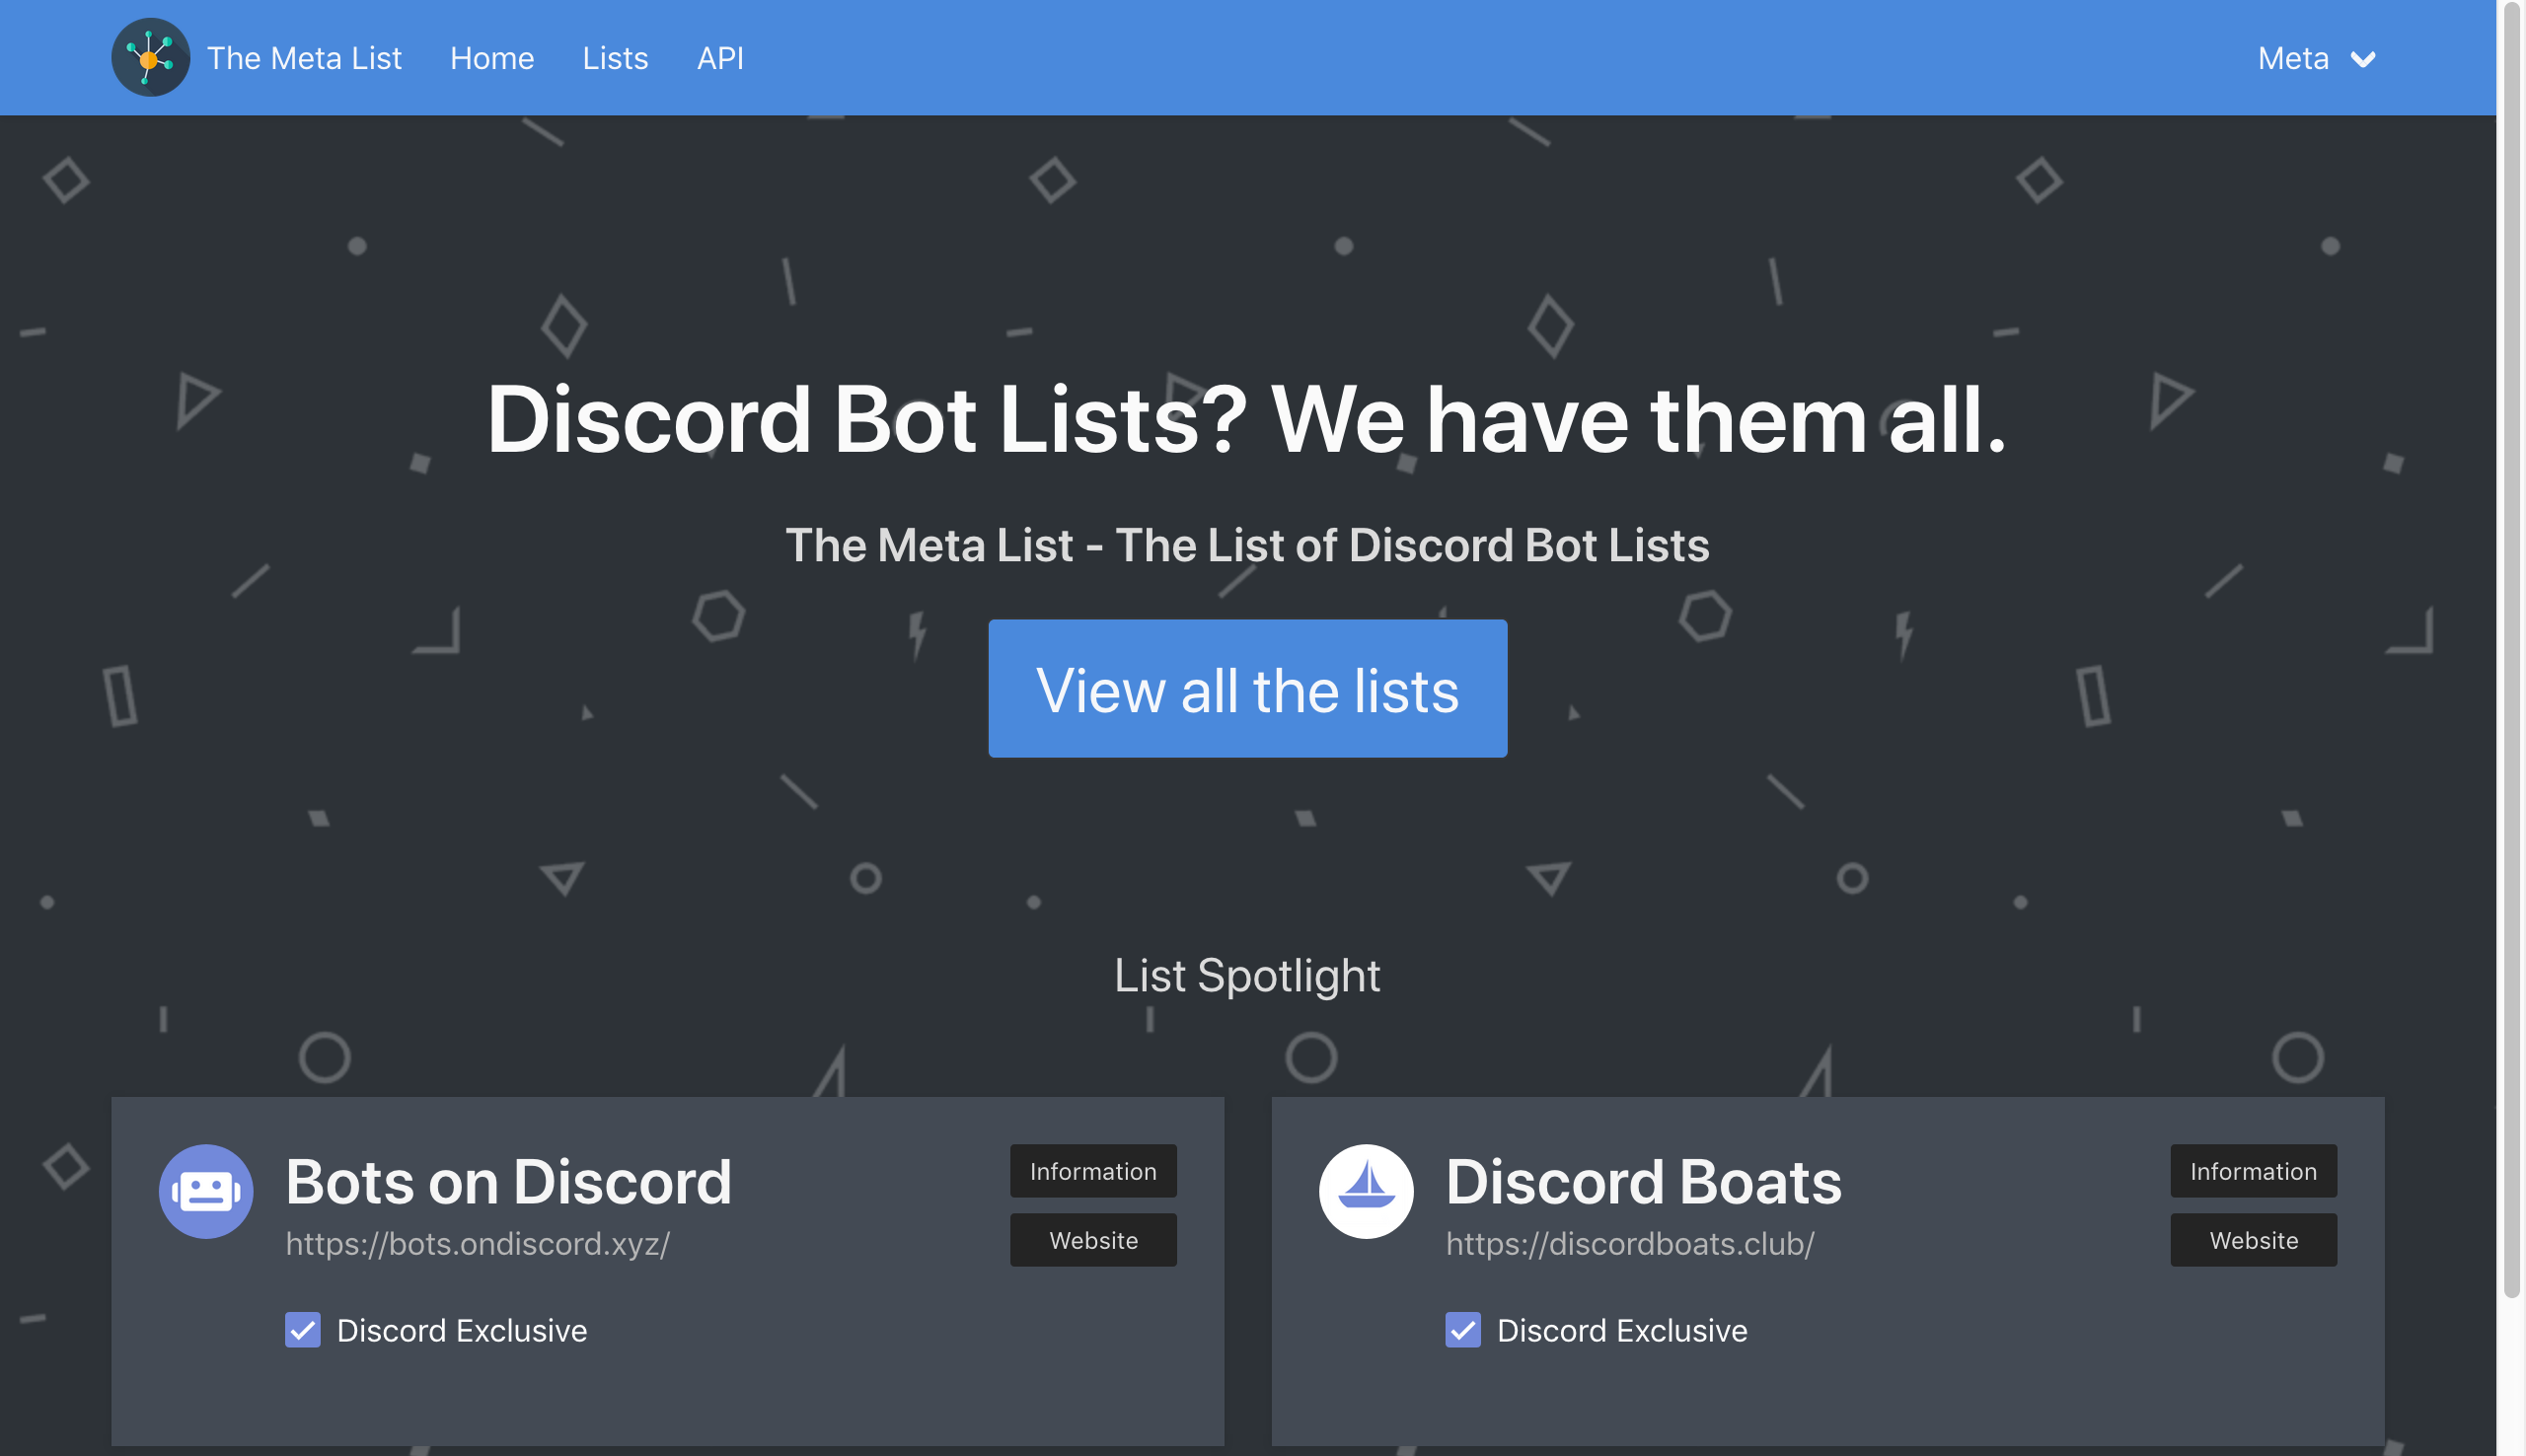 The Meta List Home Lists API Meta
Discord Bot Lists? We have them all.
The Meta List - The List of Discord Bot Lists
View all the lists
List Spotlight
Bots on Discord
https://bots.ondiscord.xyz/
Information
Website
Discord Exclusive
Discord Boats
https://discordboats.club/
Information
Website
Discord Exclusive